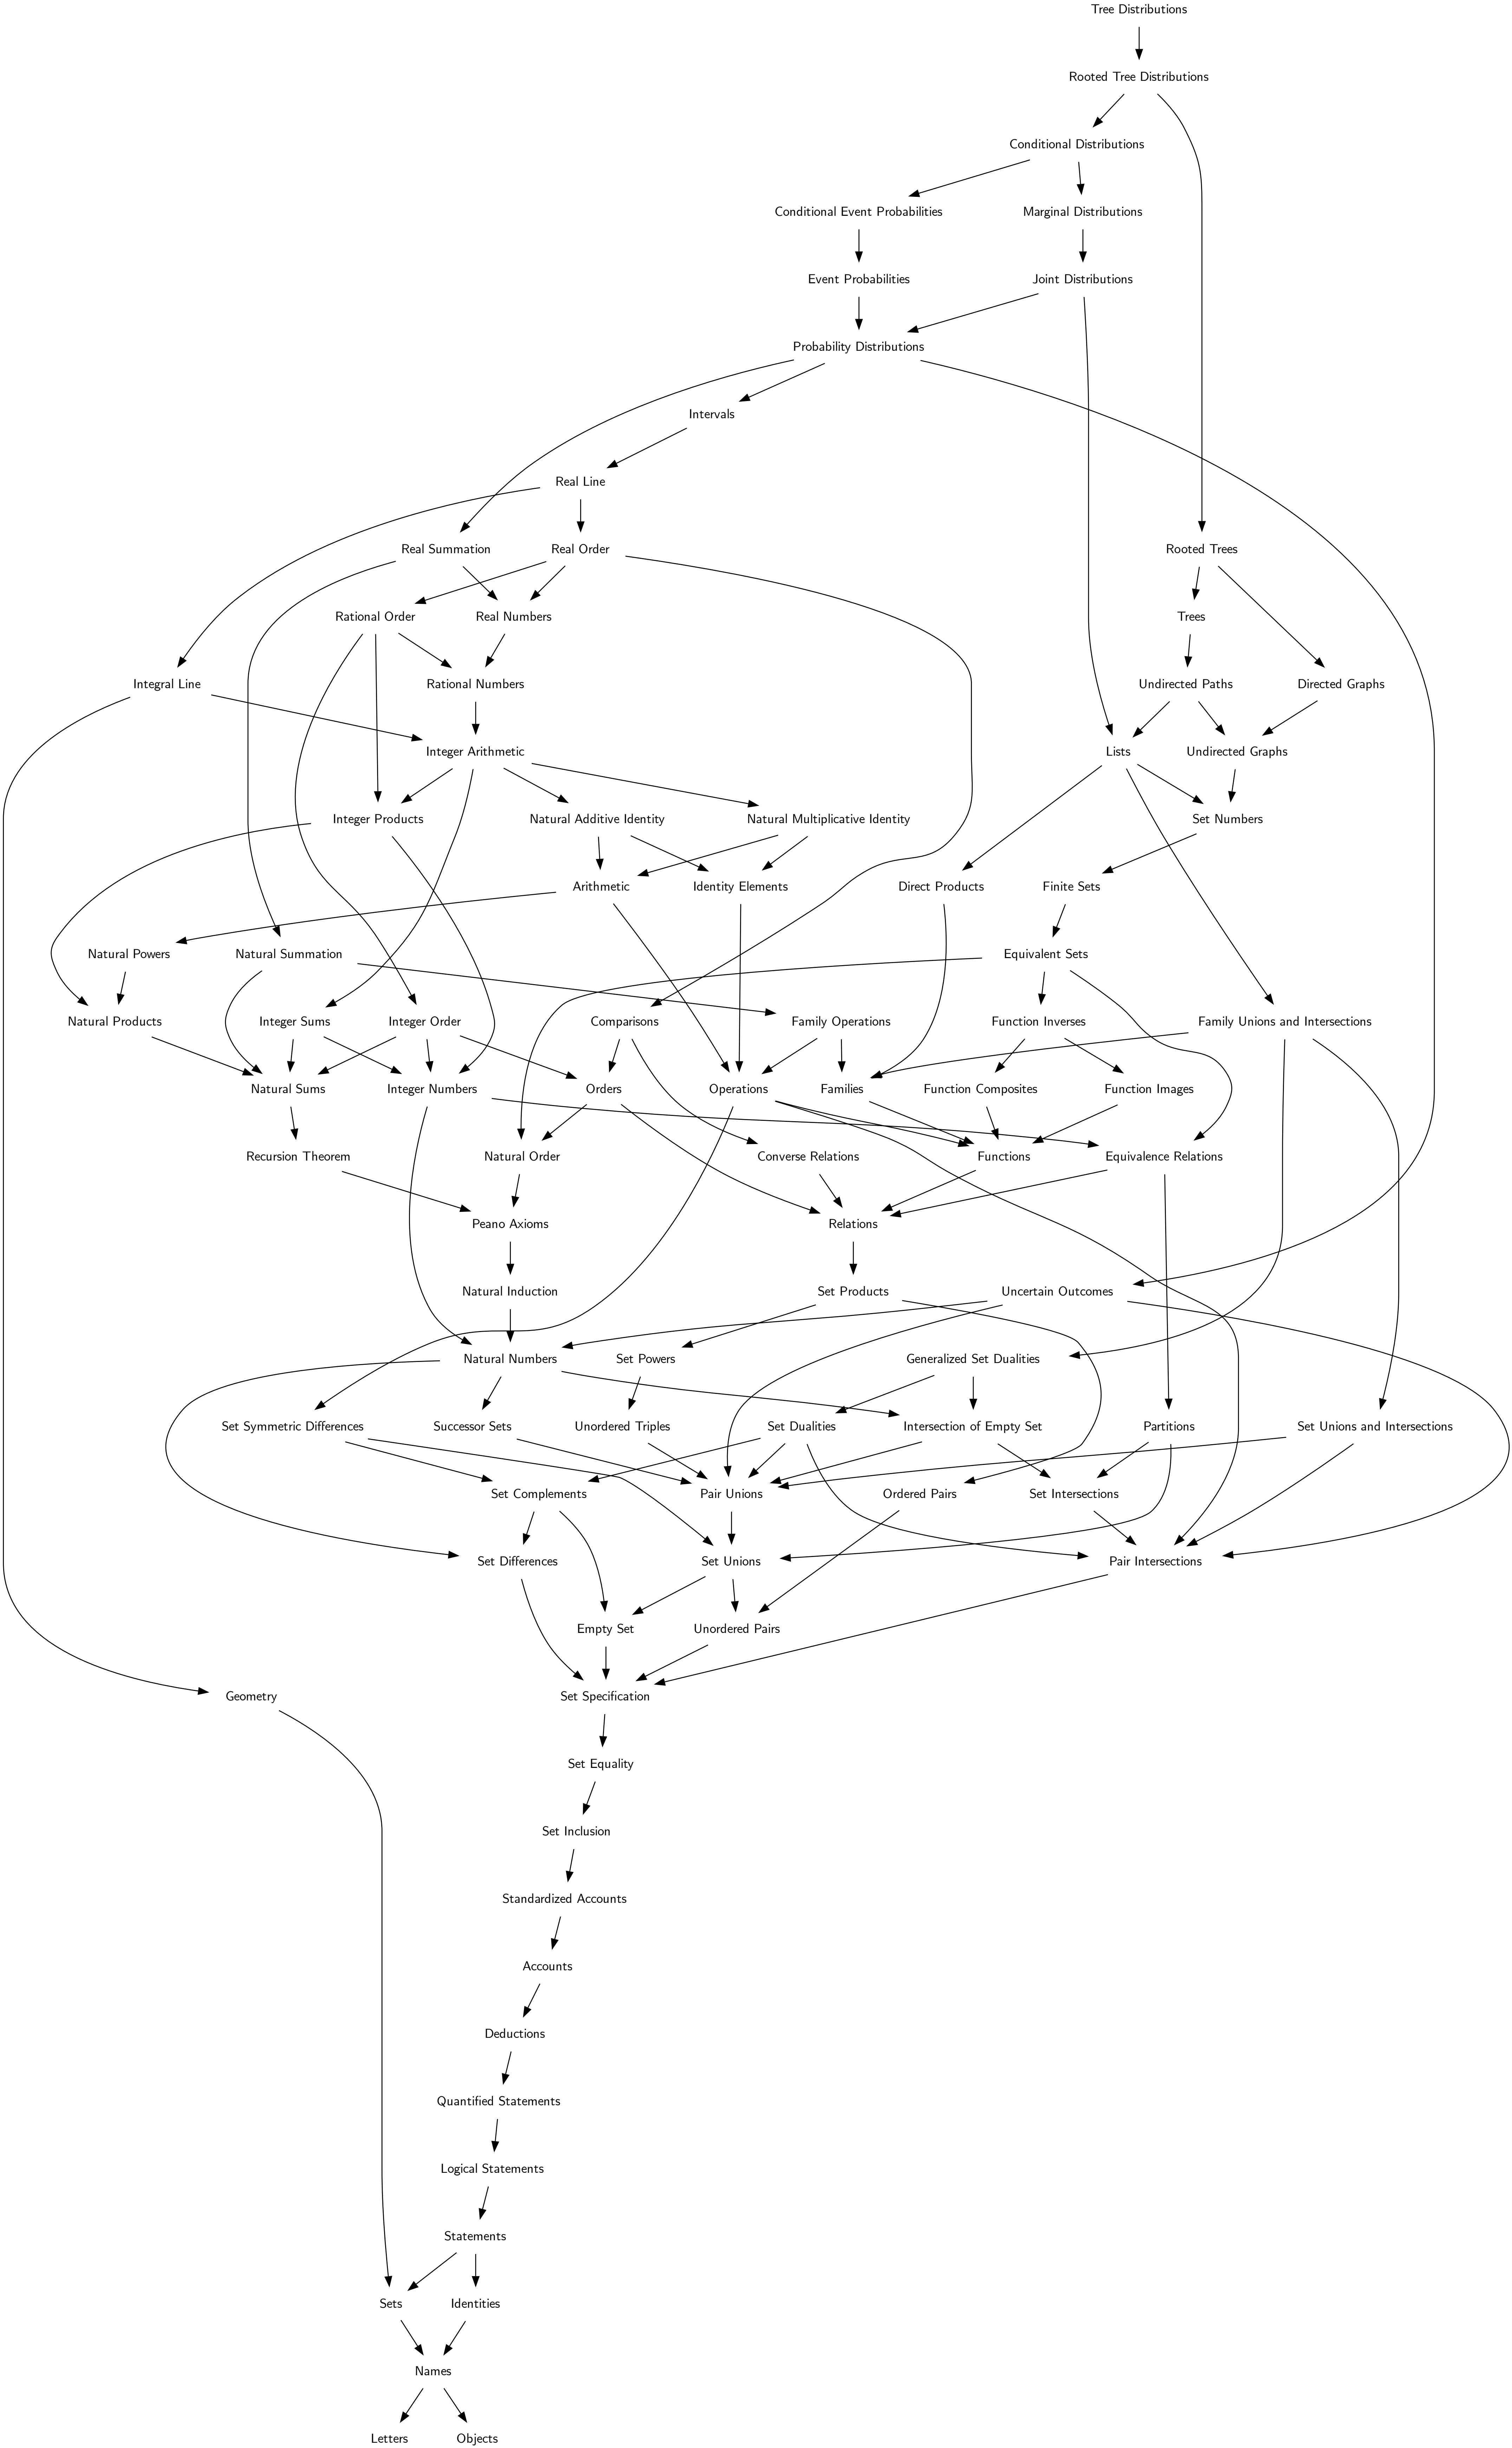 Tree Distributions
Rooted Tree Distributions
Conditional Distributions
Conditional Event Probabilities
Marginal Distributions
Event Probabilities
Joint Distributions
Probability Distributions
Intervals
Real Line
Real Summation
Real Order
Rooted Trees
Rational Order
Real Numbers
Trees
Integral Line
Rational Numbers
Undirected Paths
Directed Graphs
Integer Arithmetic
Lists
Undirected Graphs
Integer Products
Natural Additive Identity
Natural Multiplicative Identity
Set Numbers
Arithmetic
Identity Elements
Direct Products
Finite Sets
Natural Powers
Natural Summation
Equivalent Sets
Natural Products
Integer Sums
Integer Order
Comparisons
Family Operations
Function Inverses
Family Unions and Intersections
Natural Sums
Integer Numbers
Orders
Operations
Families
Function Composites
Function Images
Recursion Theorem
Natural Order
Converse Relations
Functions
Equivalence Relations
Peano Axioms
Relations
Natural Induction
Set Products
Uncertain Outcomes
Natural Numbers
Set Powers
Generalized Set Dualities
Set Symmetric Differences
Successor Sets
Unordered Triples
Set Dualities
Intersection of Empty Set
Partitions
Set Unions and Intersections
Set Complements
Pair Unions
Ordered Pairs
Set Intersections
Set Differences
Set Unions
Pair Intersections
Empty Set
Unordered Pairs
Geometry
Set Specification
Set Equality
Set Inclusion
Standardized Accounts
Accounts
Deductions
Quantified Statements
Logical Statements
Statements
Sets
Identities
Names
Letters
Objects